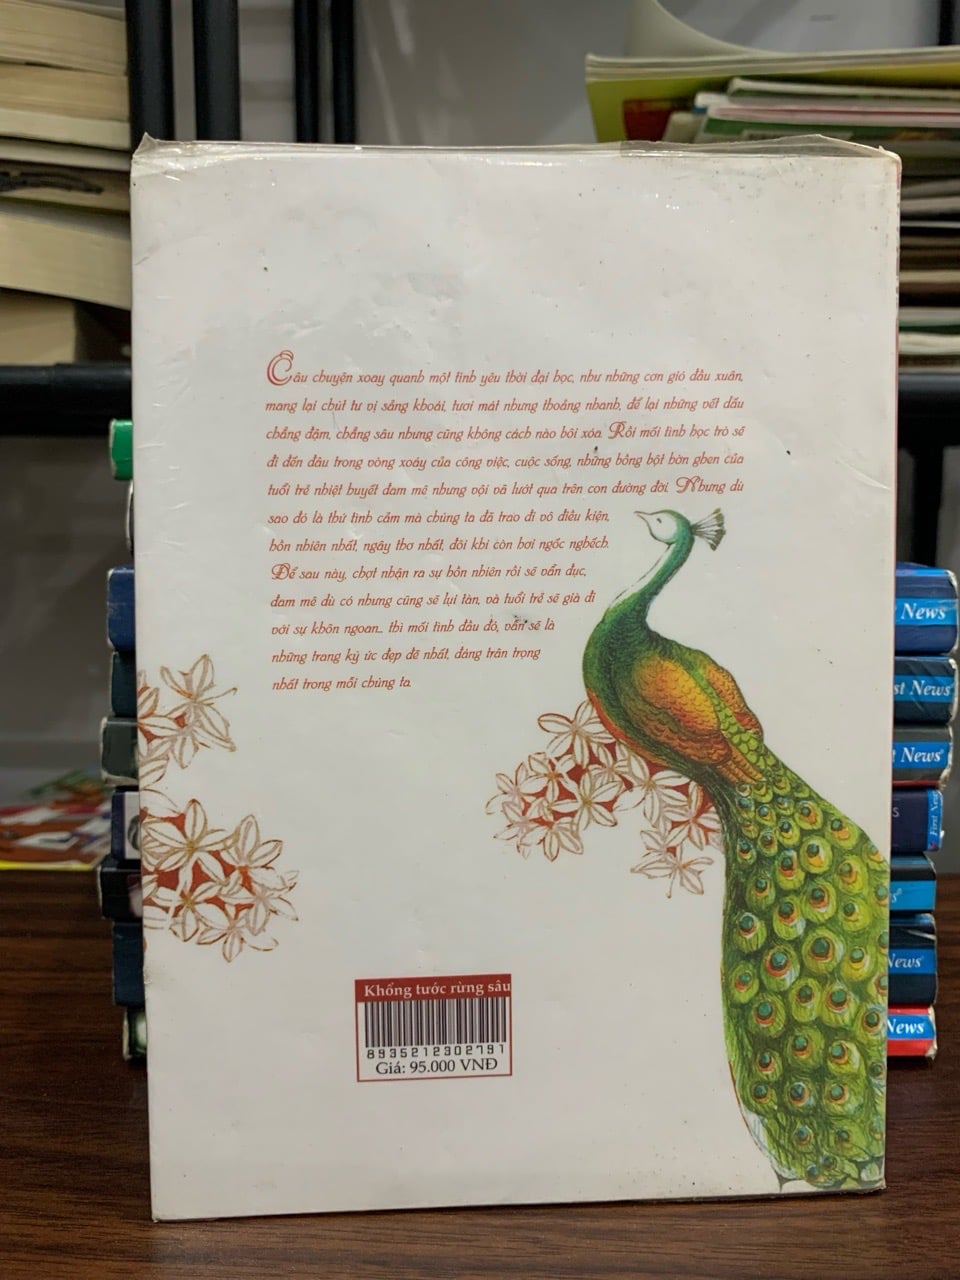 Câu chuyện xoay quanh một tình yêu thời đại học, như những cơn gió đầu xuân,
mang lại chút tư vị sảng khoái, tươi mát nhưng thoảng nhanh, để lại những vết dấu
chẳng đậm, chẳng sâu nhưng cũng không cách nào bôi xóa. Rồi mối tình học trò sẽ
đi đến đâu trong vòng xoáy của công việc, cuộc sống, những bồng bột hờn ghen của
tuổi trẻ nhiệt huyết đam mê nhưng vội vã lướt qua trên con đường đời. Nhưng dù
sao đó là thứ tình cảm mà chúng ta đã trao đi vô điều kiện,
hồn nhiên nhất, ngây thơ nhất, đôi khi còn hơi ngốc nghếch.
Để sau này, chợt nhận ra sự hồn nhiên rồi sẽ vẩn đục,
đam mê dù có nhưng cũng sẽ lụi tàn, và tuổi trẻ sẽ già đi
với sự khôn ngoan... thì mối tình đầu đó, vẫn sẽ là
những trang ký ức đẹp đẽ nhất, đáng trân trọng
nhất trong mỗi chúng ta.
Khổng tước rừng sâu
8935212302791
Giá: 95.000 VNĐ
News
st News
News
First News
News
News